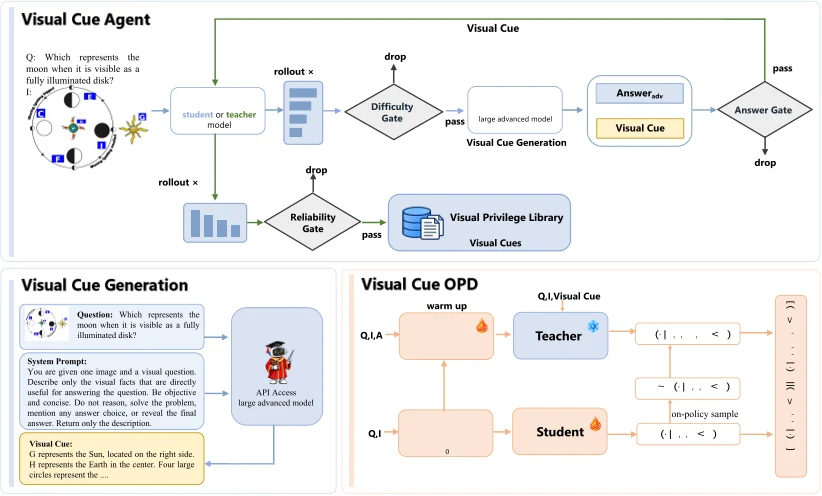 Visual Cue Agent
Visual Cue
Q: Which represents the
moon when it is visible as a
fully illuminated disk?
I:
C
E
G
F
I
student or teacher
model
rollout ×
drop
Difficulty
Gate
pass
large advanced model
Visual Cue Generation
Answeradv
Visual Cue
pass
Answer Gate
drop
rollout ×
drop
Reliability
Gate
pass
Visual Privilege Library
Visual Cues
Visual Cue Generation
Question: Which represents the
moon when it is visible as a fully
illuminated disk?
System Prompt:
You are given one image and a visual question.
Describe only the visual facts that are directly
useful for answering the question. Be objective
and concise. Do not reason, solve the problem,
mention any answer choice, or reveal the final
answer. Return only the description.
Visual Cue:
G represents the Sun, located on the right side.
H represents the Earth in the center. Four large
circles represent the ....
API Access
large advanced model
Visual Cue OPD
warm up
Q,I,A
Q,I,Visual Cue
Teacher
(·| , , , < )
~ (·| , , < )
on-policy sample
Q,I
0
Student
(·| , , < )